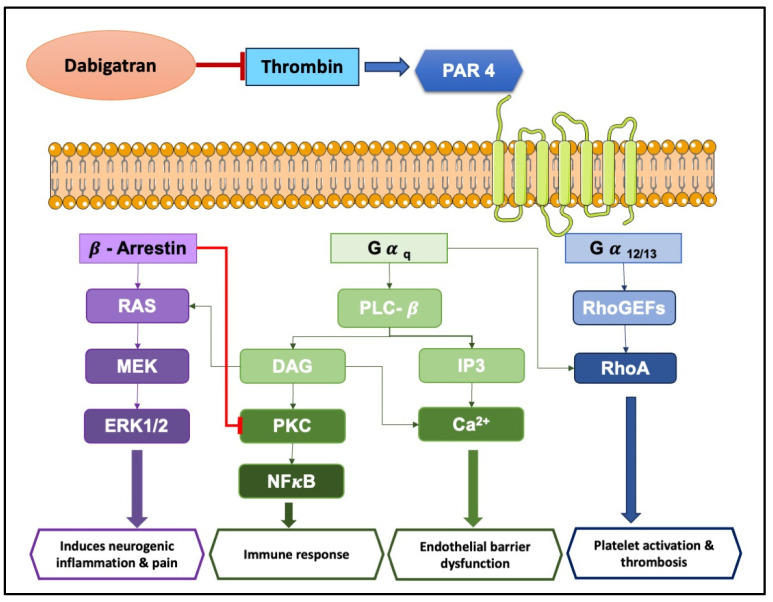 Dabigatran
Thrombin
PAR 4
β - Arrestin
G α q
G α 12/13
RAS
PLC- β
RhoGEFs
MEK
DAG
IP3
RhoA
ERK1/2
PKC
Ca²⁺
NFκB
Induces neurogenic
inflammation & pain
Immune response
Endothelial barrier
dysfunction
Platelet activation &
thrombosis